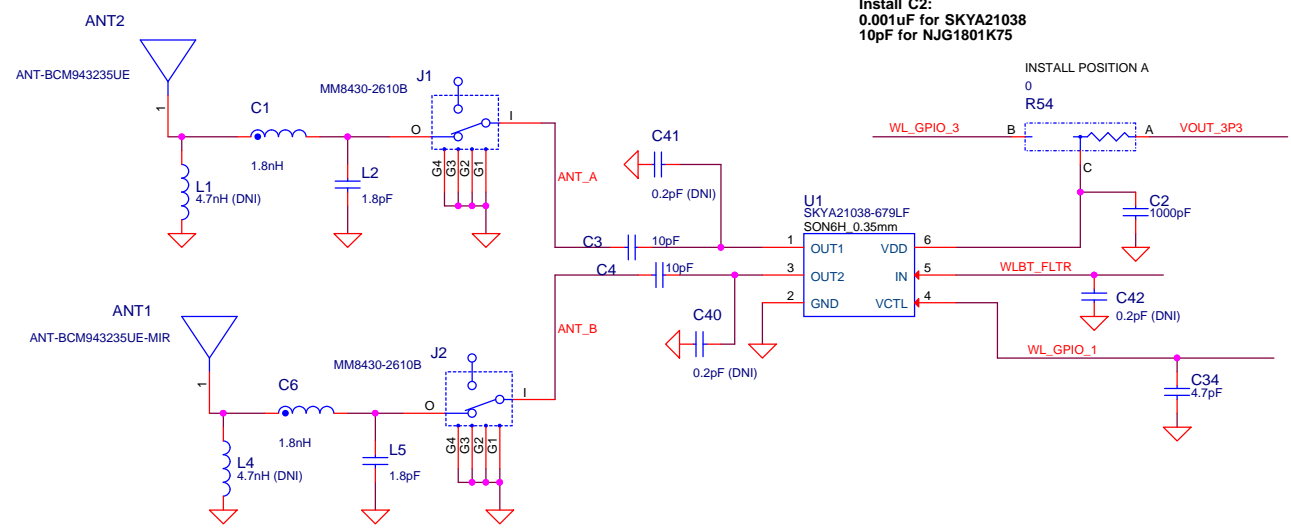 Install C2:
0.001uF for SKYA21038
10pF for NJG1801K75
ANT2
ANT-BCM943235UE
1
C1
1.8nH
L1
4.7nH (DNI)
L2
1.8pF
MM8430-2610B
J1
O
I
G4
G3
G2
G1
ANT_A
C41
0.2pF (DNI)
INSTALL POSITION A
0
R54
WL_GPIO_3
B
A
VOUT_3P3
C
C2
1000pF
U1
SKYA21038-679LF
SON6H_0.35mm
C3
10pF
1
OUT1
VDD
6
C4
10pF
3
OUT2
IN
5
WLBT_FLTR
2
GND
VCTL
4
C42
0.2pF (DNI)
C40
0.2pF (DNI)
WL_GPIO_1
C34
4.7pF
ANT1
ANT-BCM943235UE-MIR
1
C6
1.8nH
L4
4.7nH (DNI)
L5
1.8pF
MM8430-2610B
J2
O
I
G4
G3
G2
G1
ANT_B